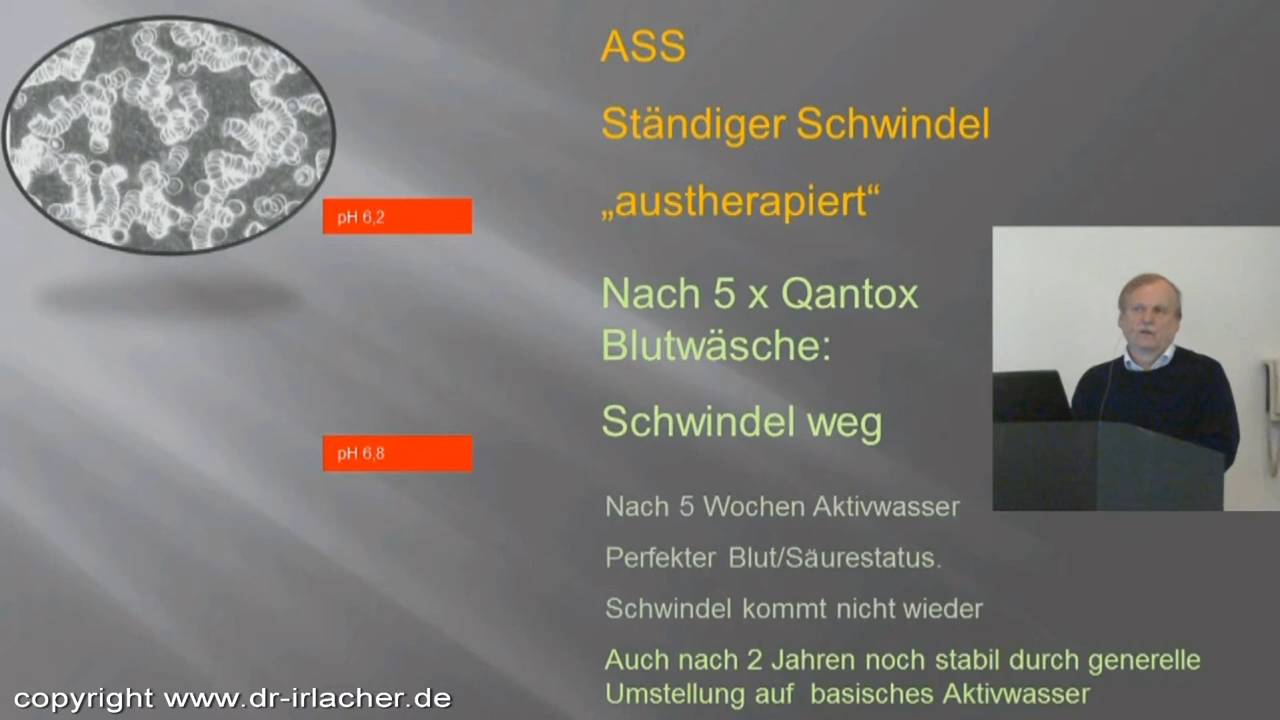 ASS
Ständiger Schwindel
„austherapiert“
pH 6,2
Nach 5 x Qantox
Blutwäsche:
Schwindel weg
pH 6,8
Nach 5 Wochen Aktivwasser
Perfekter Blut/Säurestatus.
Schwindel kommt nicht wieder
Auch nach 2 Jahren noch stabil durch generelle
Umstellung auf basisches Aktivwasser
copyright www.dr-irlacher.de